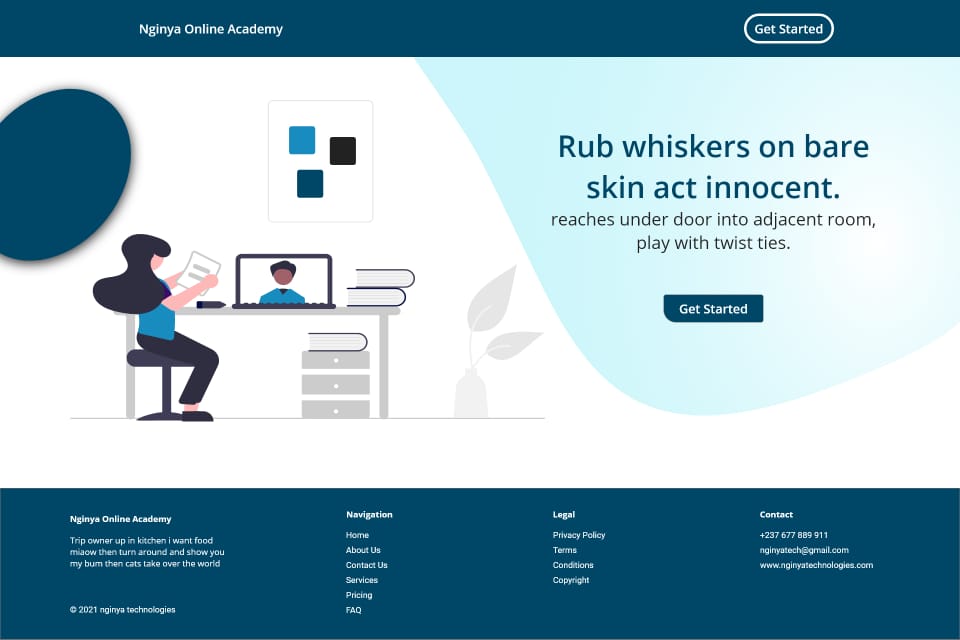 Nginya Online Academy
Get Started
Rub whiskers on bare
skin act innocent.
reaches under door into adjacent room,
play with twist ties.
Get Started
Nginya Online Academy
Trip owner up in kitchen i want food
miaow then turn around and show you
my bum then cats take over the world
© 2021 nginya technologies
Navigation
Home
About Us
Contact Us
Services
Pricing
FAQ
Legal
Privacy Policy
Terms
Conditions
Copyright
Contact
+237 677 889 911
nginyatech@gmail.com
www.nginyatechnologies.com